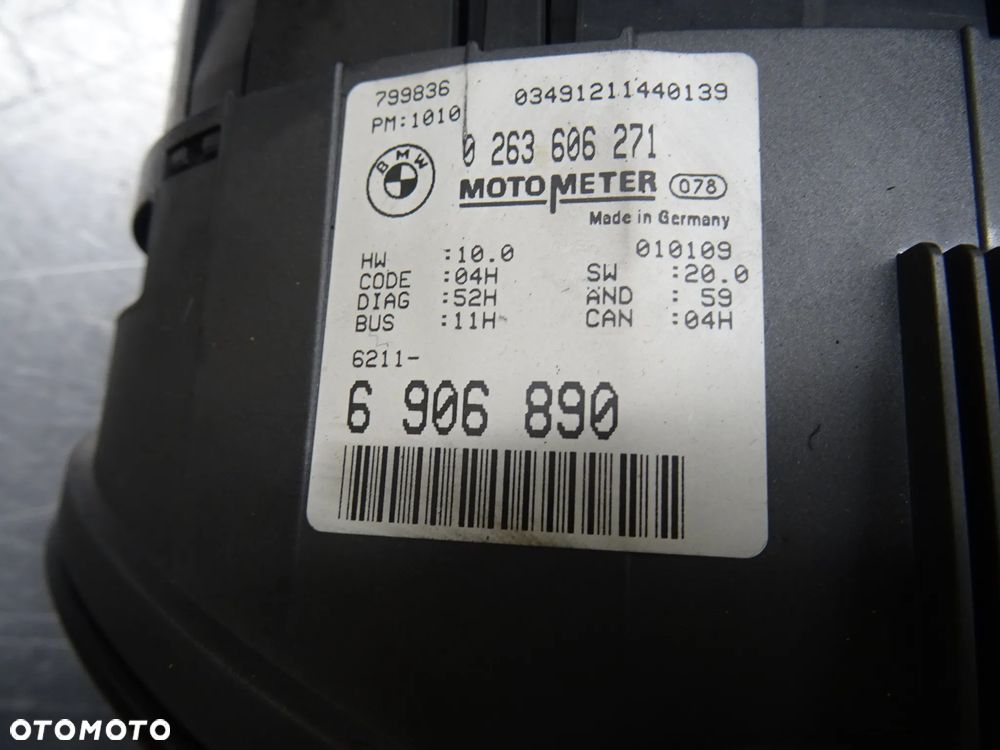 799836 03491211440139
PM:1010
0 263 606 271
BMW
MOTOMETER 078
Made in Germany
010109
HW :10.0
CODE :04H SW :20.0
DIAG :52H AND : 59
BUS :11H CAN :04H
6211-
6 906 890
OTOMOTO